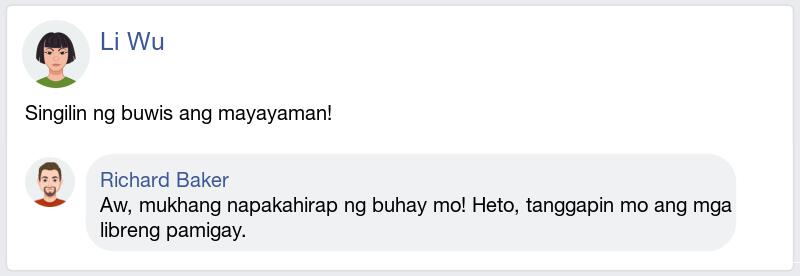 Li Wu
Singilin ng buwis ang mayayaman!
Richard Baker
Aw, mukhang napakahirap ng buhay mo! Heto, tanggapin mo ang mga
libreng pamigay.